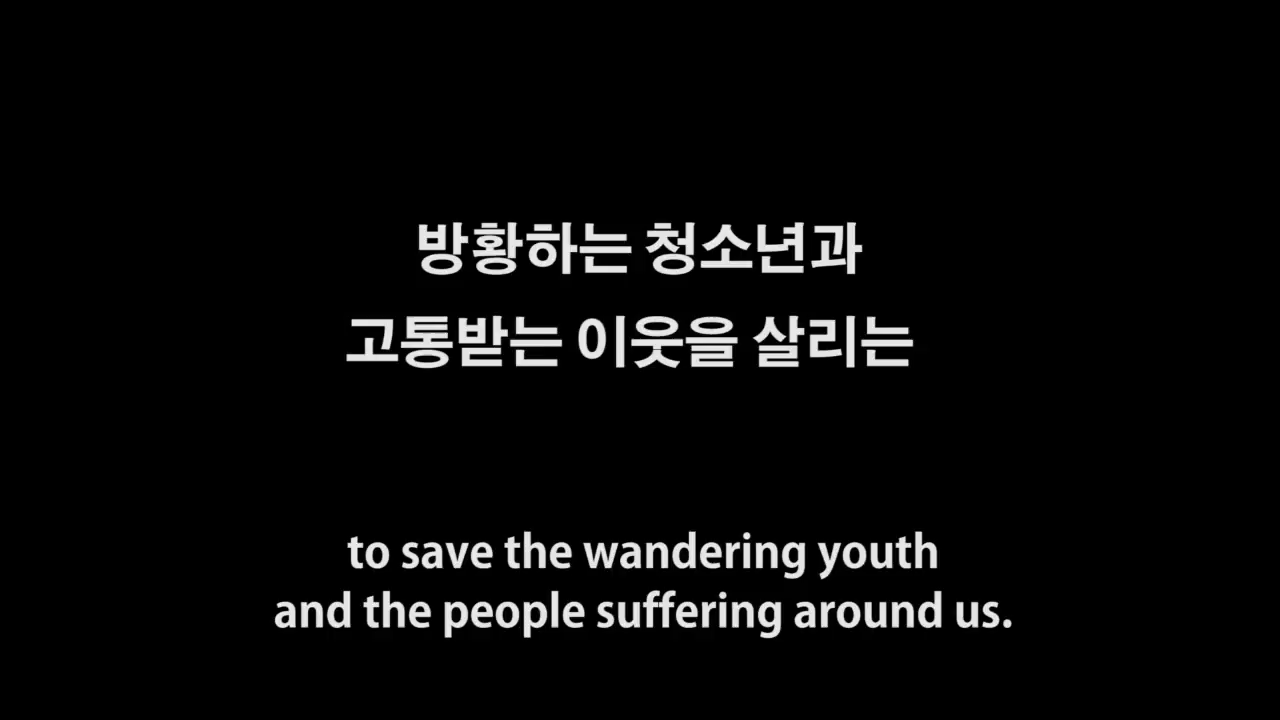 방황하는 청소년과
고통받는 이웃을 살리는
to save the wandering youth
and the people suffering around us.